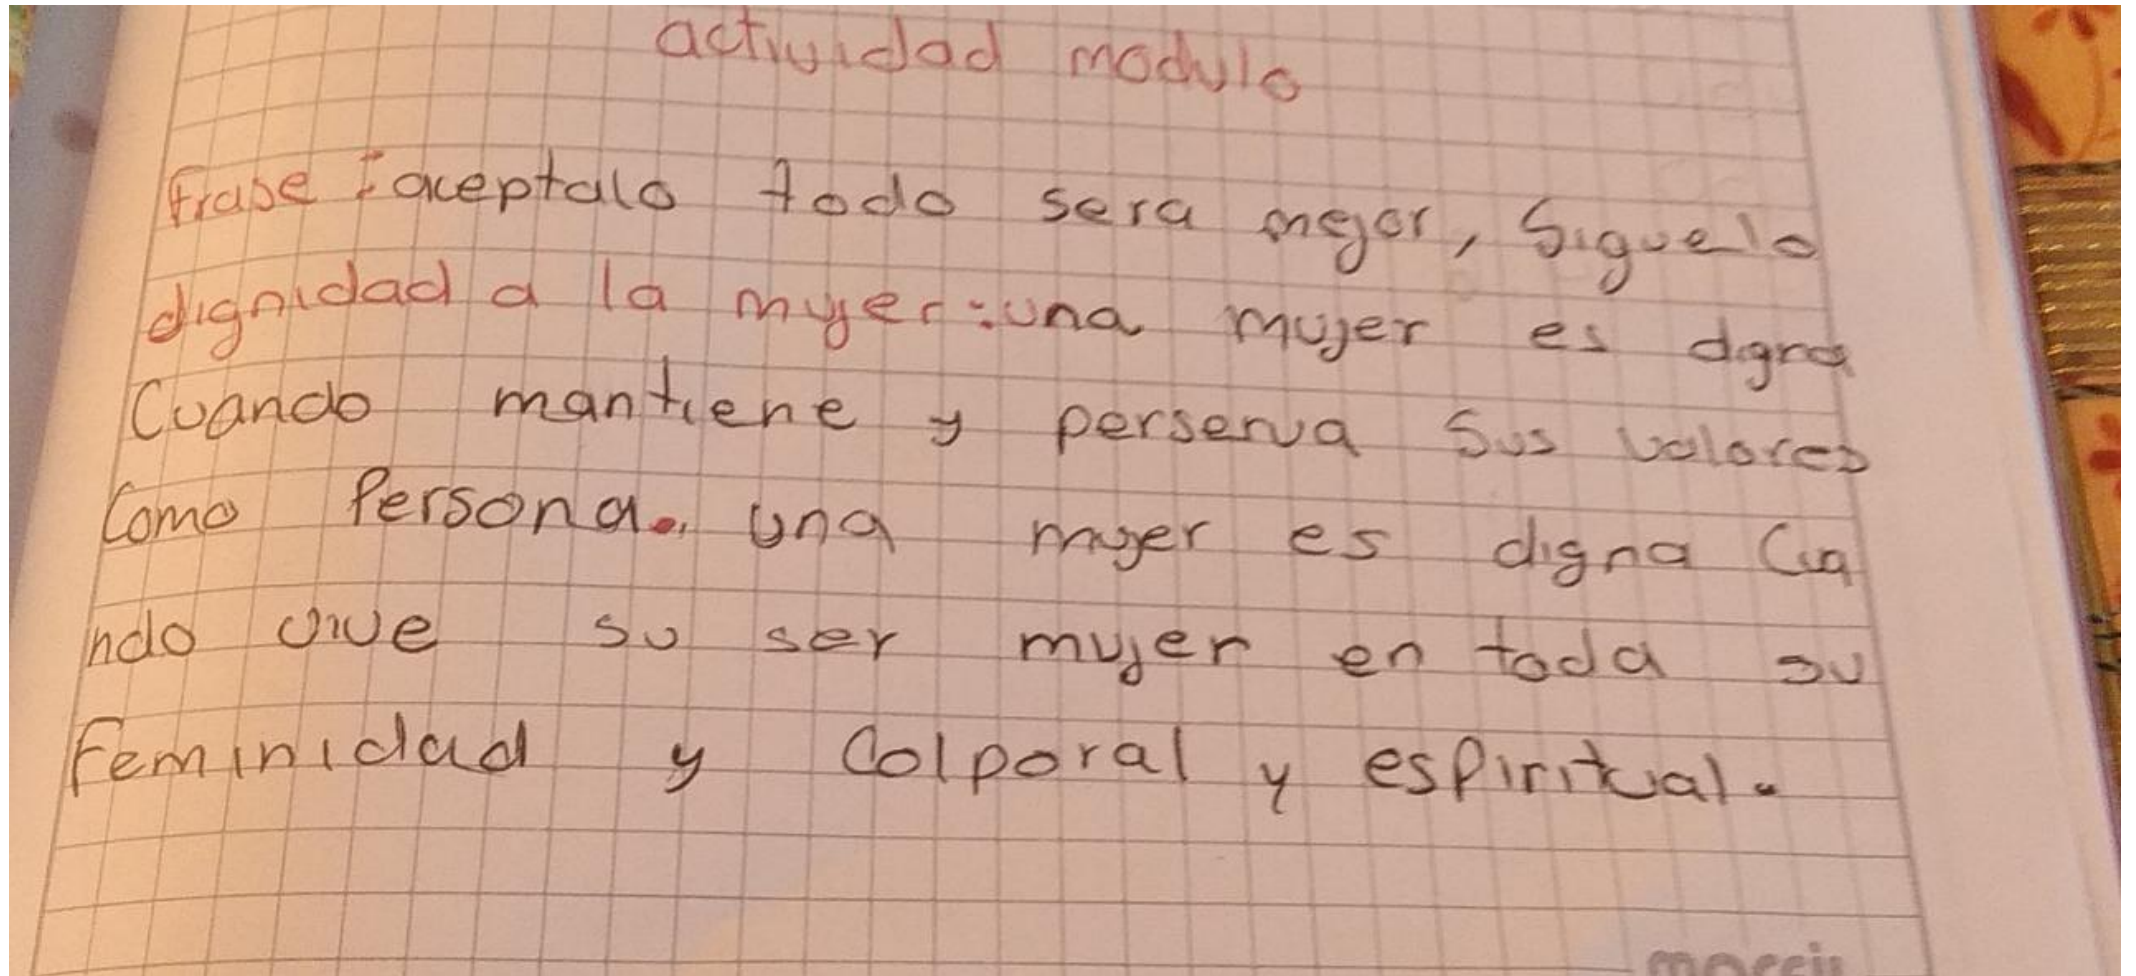 actividad modulo
frase : aceptalo todo sera mejor, Siguelo
dignidad a la mujer : una mujer es digna
Cuando mantiene y perserva Sus valores
Como Persona. una mujer es digna Cua
ndo vive su ser mujer en toda su
Feminidad y Colporal y espiritual.